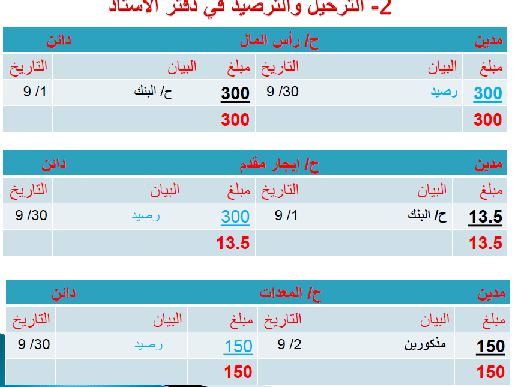 2- الترحيل والترصيد في دفتر الاستاذ
مدين ح/ رأس المال دائن
مبلغ البيان التاريخ مبلغ البيان التاريخ
300 رصيد 30/ 9 300 ح/ البنك 1/ 9
300 300
مدين ح/ ايجار مقدم دائن
مبلغ البيان التاريخ مبلغ البيان التاريخ
13.5 ح/ البنك 1/ 9 300 رصيد 30/ 9
13.5 13.5
مدين ح/ المعدات دائن
مبلغ البيان التاريخ مبلغ البيان التاريخ
150 مذكورين 2/ 9 150 رصيد 30/ 9
150 150